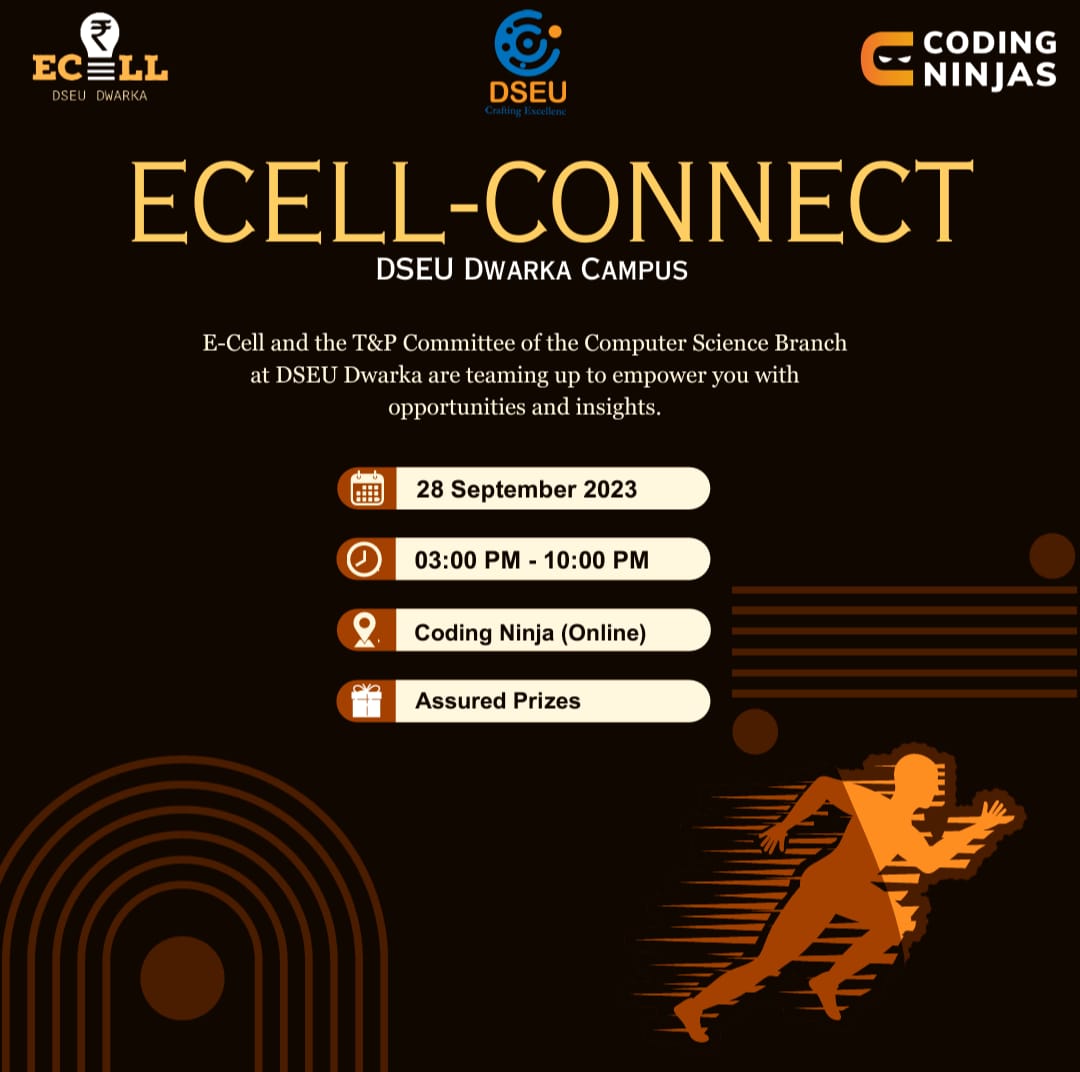 ECELL
DSEU DWARKA
DSEU
Crafting Excellenc
CODING
NINJAS
ECELL-CONNECT
DSEU DWARKA CAMPUS
E-Cell and the T&P Committee of the Computer Science Branch
at DSEU Dwarka are teaming up to empower you with
opportunities and insights.
28 September 2023
03:00 PM - 10:00 PM
Coding Ninja (Online)
Assured Prizes